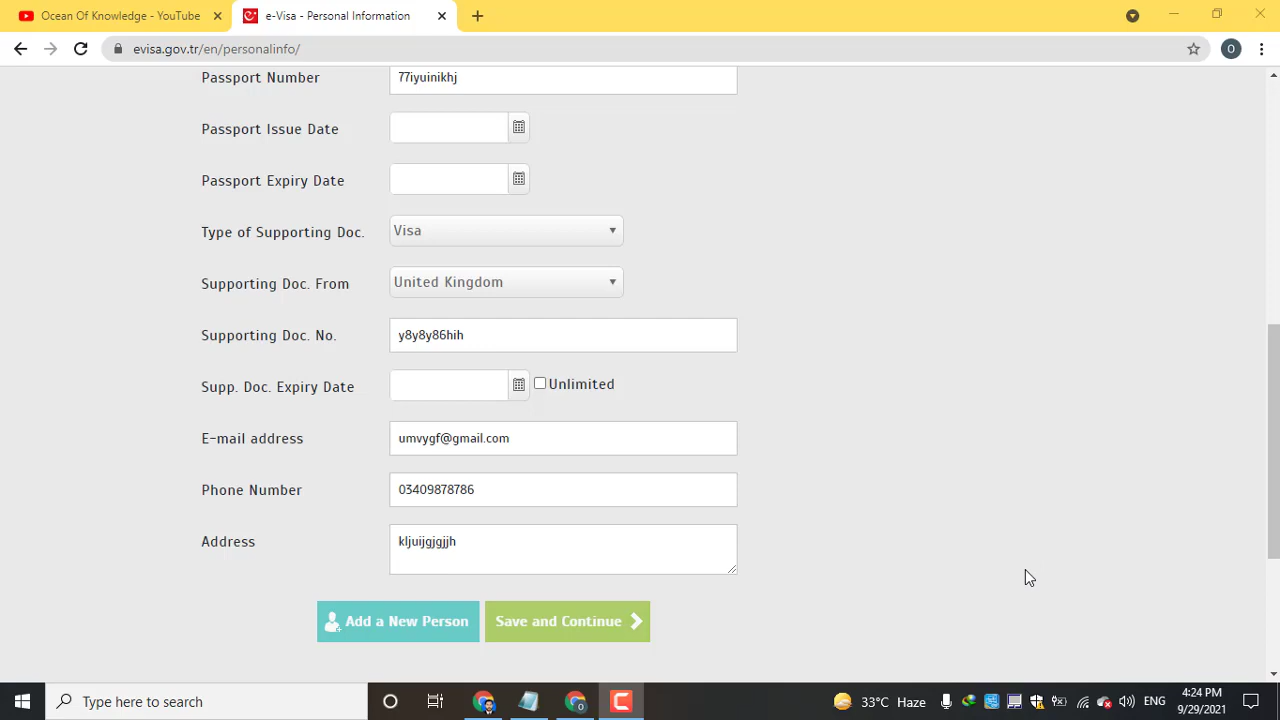 Ocean Of Knowledge - YouTube
e-Visa - Personal Information
evisa.gov.tr/en/personalinfo/
O
Passport Number
77iyuinikhj
Passport Issue Date
Passport Expiry Date
Type of Supporting Doc.
Visa
Supporting Doc. From
United Kingdom
Supporting Doc. No.
y8y8y86hih
Supp. Doc. Expiry Date
Unlimited
E-mail address
umvygf@gmail.com
Phone Number
03409878786
Address
kljuijgjgjjh
Add a New Person
Save and Continue
Type here to search
33°C Haze
ENG
4:24 PM
9/29/2021